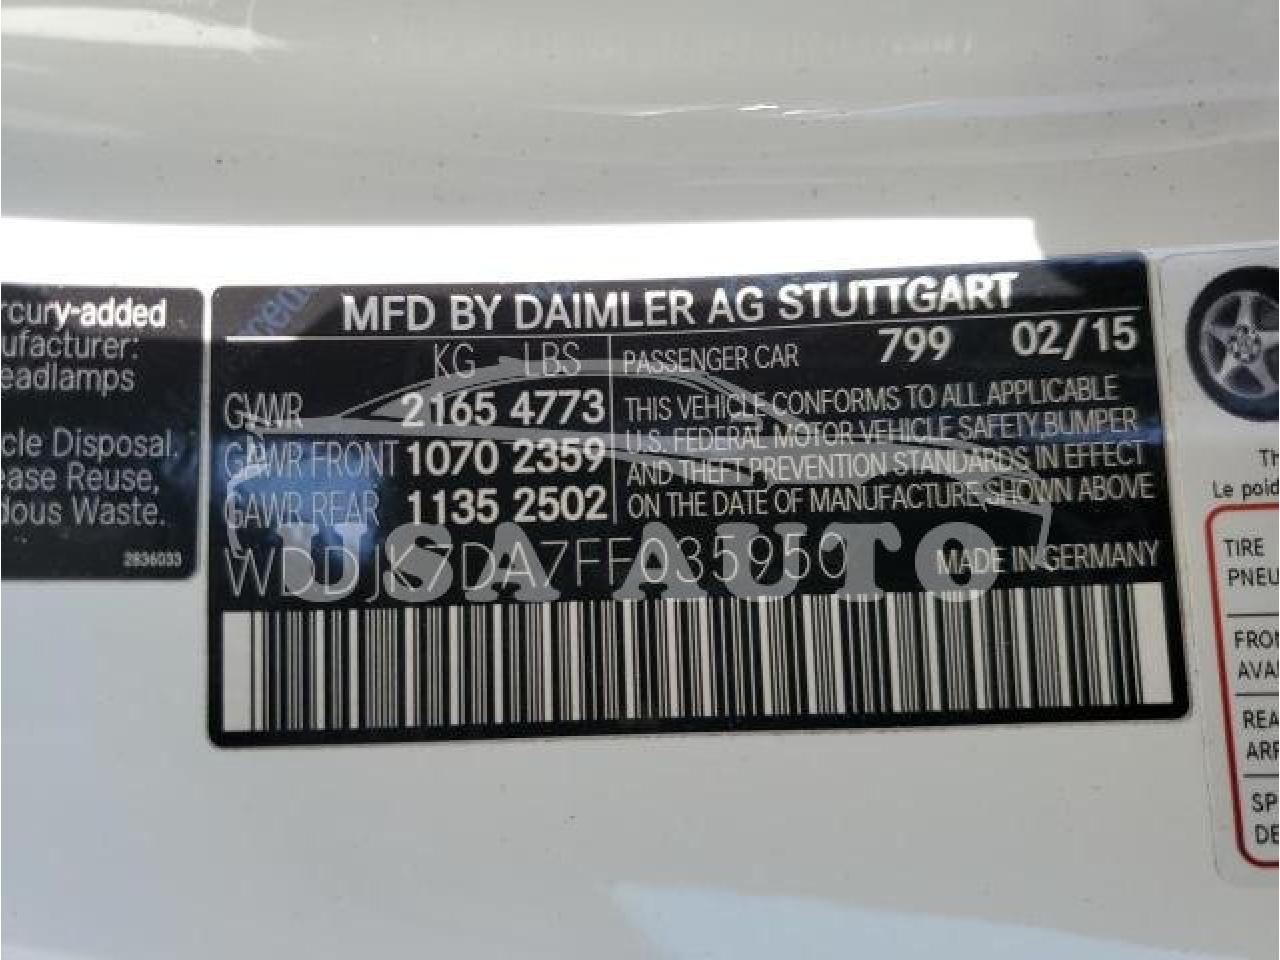 rcury-added
ufacturer:
eadlamps
cle Disposal.
ease Reuse,
dous Waste.
2836033
MFD BY DAIMLER AG STUTTGART
KG LBS
PASSENGER CAR 799 02/15
GVWR 2165 4773
GAWR FRONT 1070 2359
GAWR REAR 1135 2502
THIS VEHICLE CONFORMS TO ALL APPLICABLE
U.S. FEDERAL MOTOR VEHICLE SAFETY,BUMPER
AND THEFT PREVENTION STANDARDS IN EFFECT
ON THE DATE OF MANUFACTURE,SHOWN ABOVE
WDDJK7DA7FF035950 MADE IN GERMANY
USA AUTO
Th
Le poid
TIRE
PNEU
FRON
AVA
REA
ARR
SP
DE